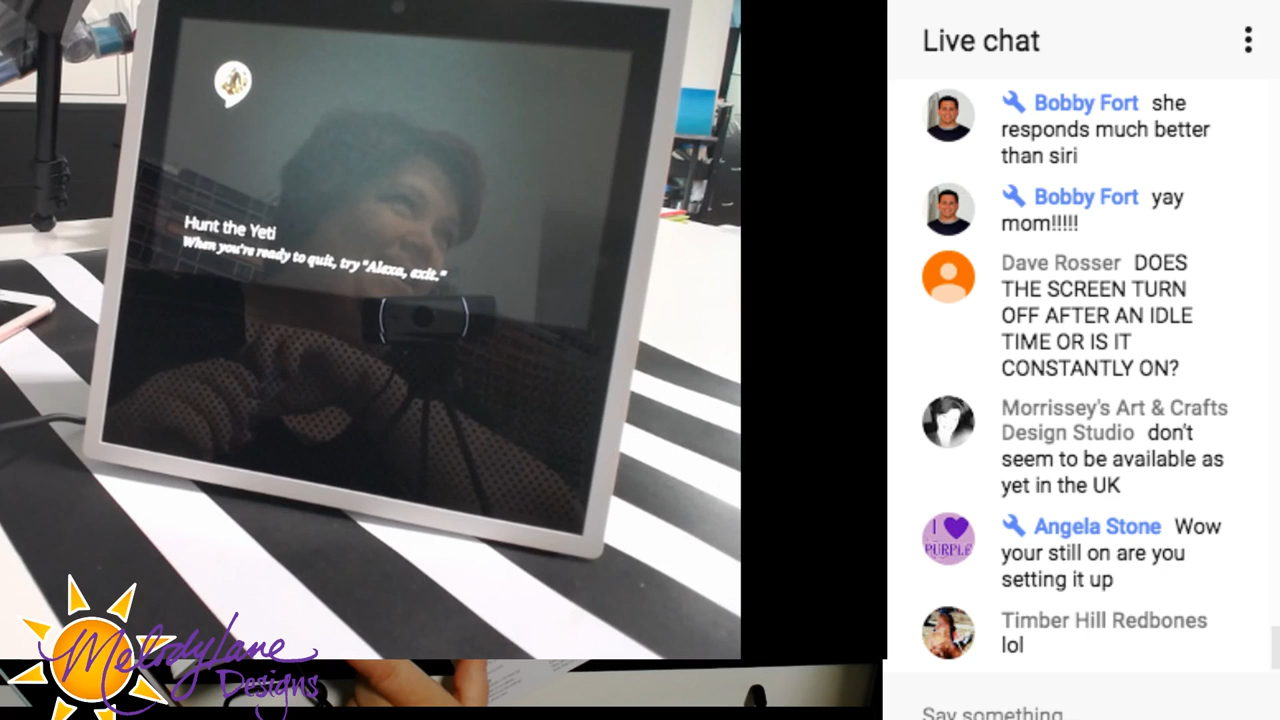 Hunt the Yeti
When you're ready to quit, try "Alexa, exit."
MelodyLane
Designs
Live chat
Bobby Fort she
responds much better
than siri
Bobby Fort yay
mom!!!!!
Dave Rosser DOES
THE SCREEN TURN
OFF AFTER AN IDLE
TIME OR IS IT
CONSTANTLY ON?
Morrissey's Art & Crafts
Design Studio don't
seem to be available as
yet in the UK
I
PURPLE
Angela Stone Wow
your still on are you
setting it up
Timber Hill Redbones
lol
Say something